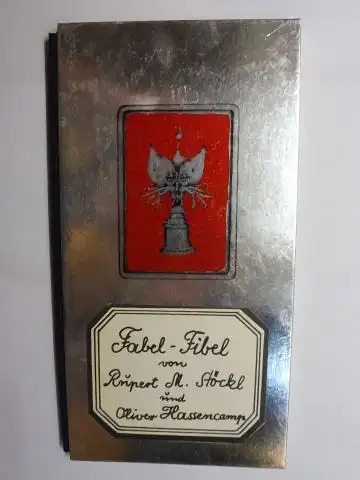 Fabel-Fibel
von
Rupert M. Stöckl
und
Oliver Hassencamp